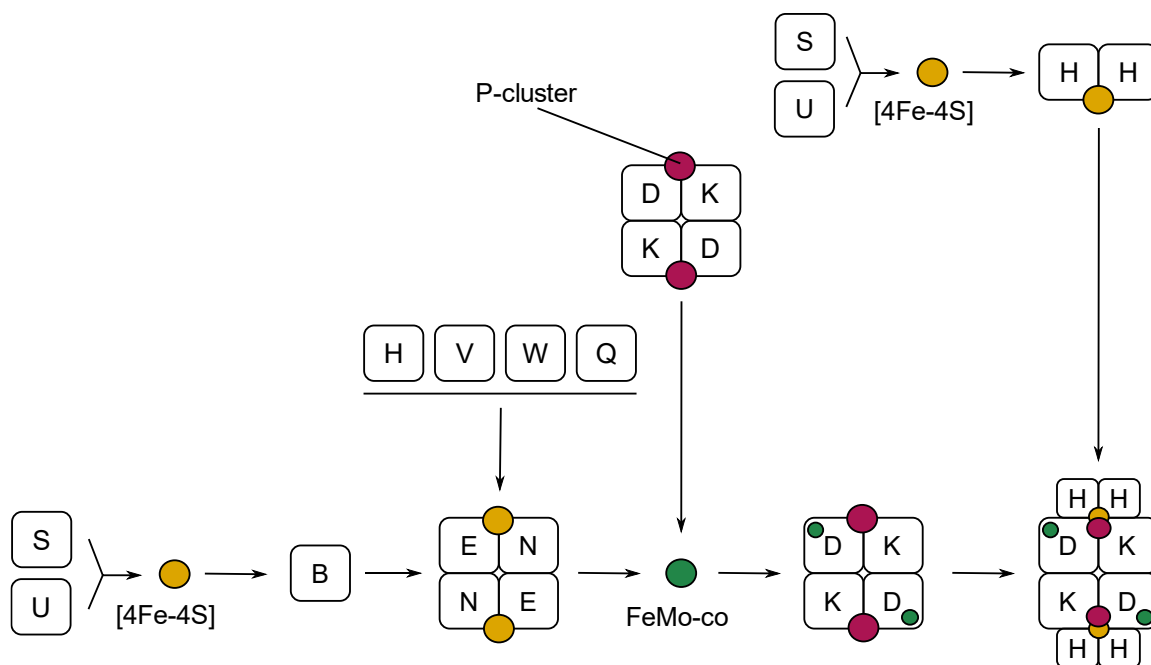 S
H H
P-cluster
U
[4Fe-4S]
D K
K D
H V W Q
H H
S
E N
D K
D K
B
U
N E
K D
K D
[4Fe-4S]
FeMo-co
H H